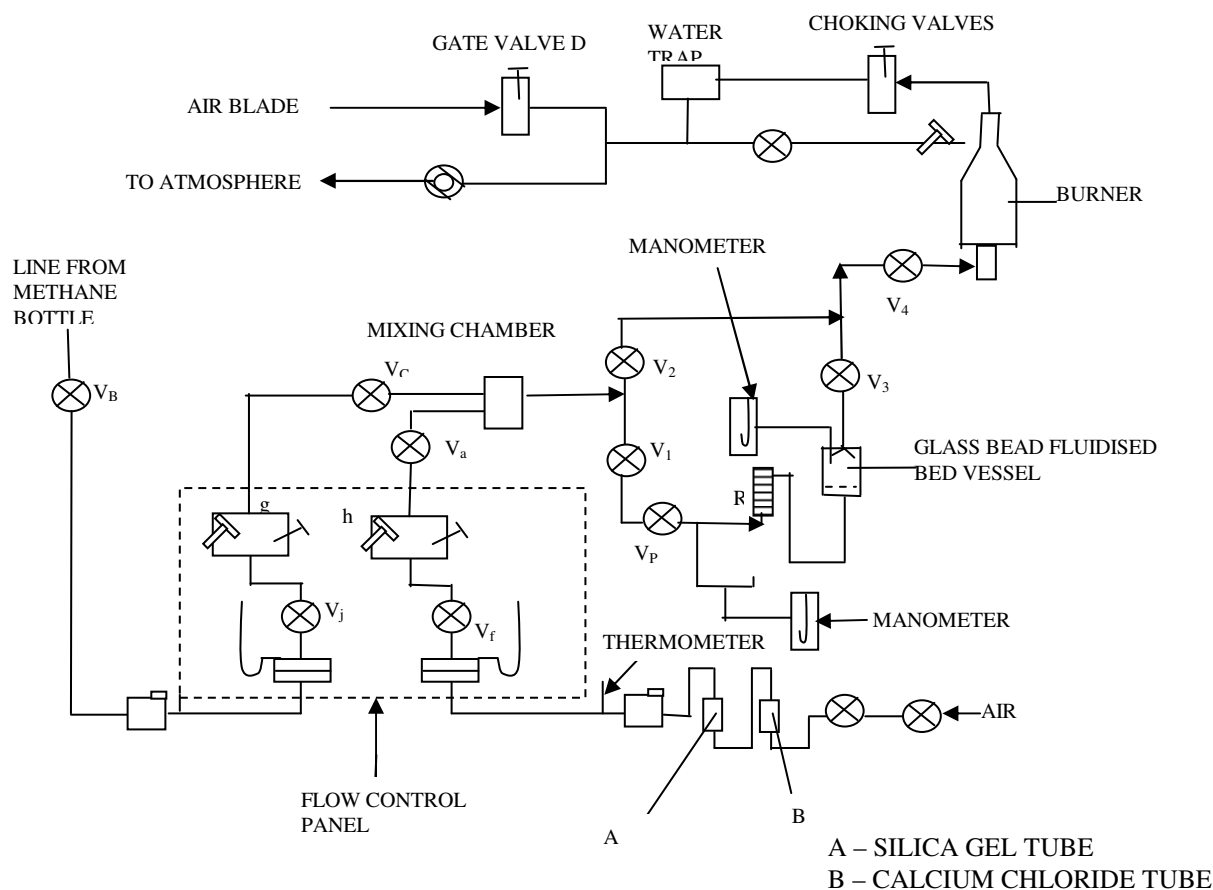 GATE VALVE D
WATER
TRAP
CHOKING VALVES
AIR BLADE
TO ATMOSPHERE
BURNER
MANOMETER
LINE FROM
METHANE
BOTTLE
V4
MIXING CHAMBER
VB
VC
V2
V3
Va
V1
GLASS BEAD FLUIDISED
BED VESSEL
g
h
R
VP
Vj
Vf
MANOMETER
THERMOMETER
AIR
FLOW CONTROL
PANEL
A
B
A – SILICA GEL TUBE
B – CALCIUM CHLORIDE TUBE